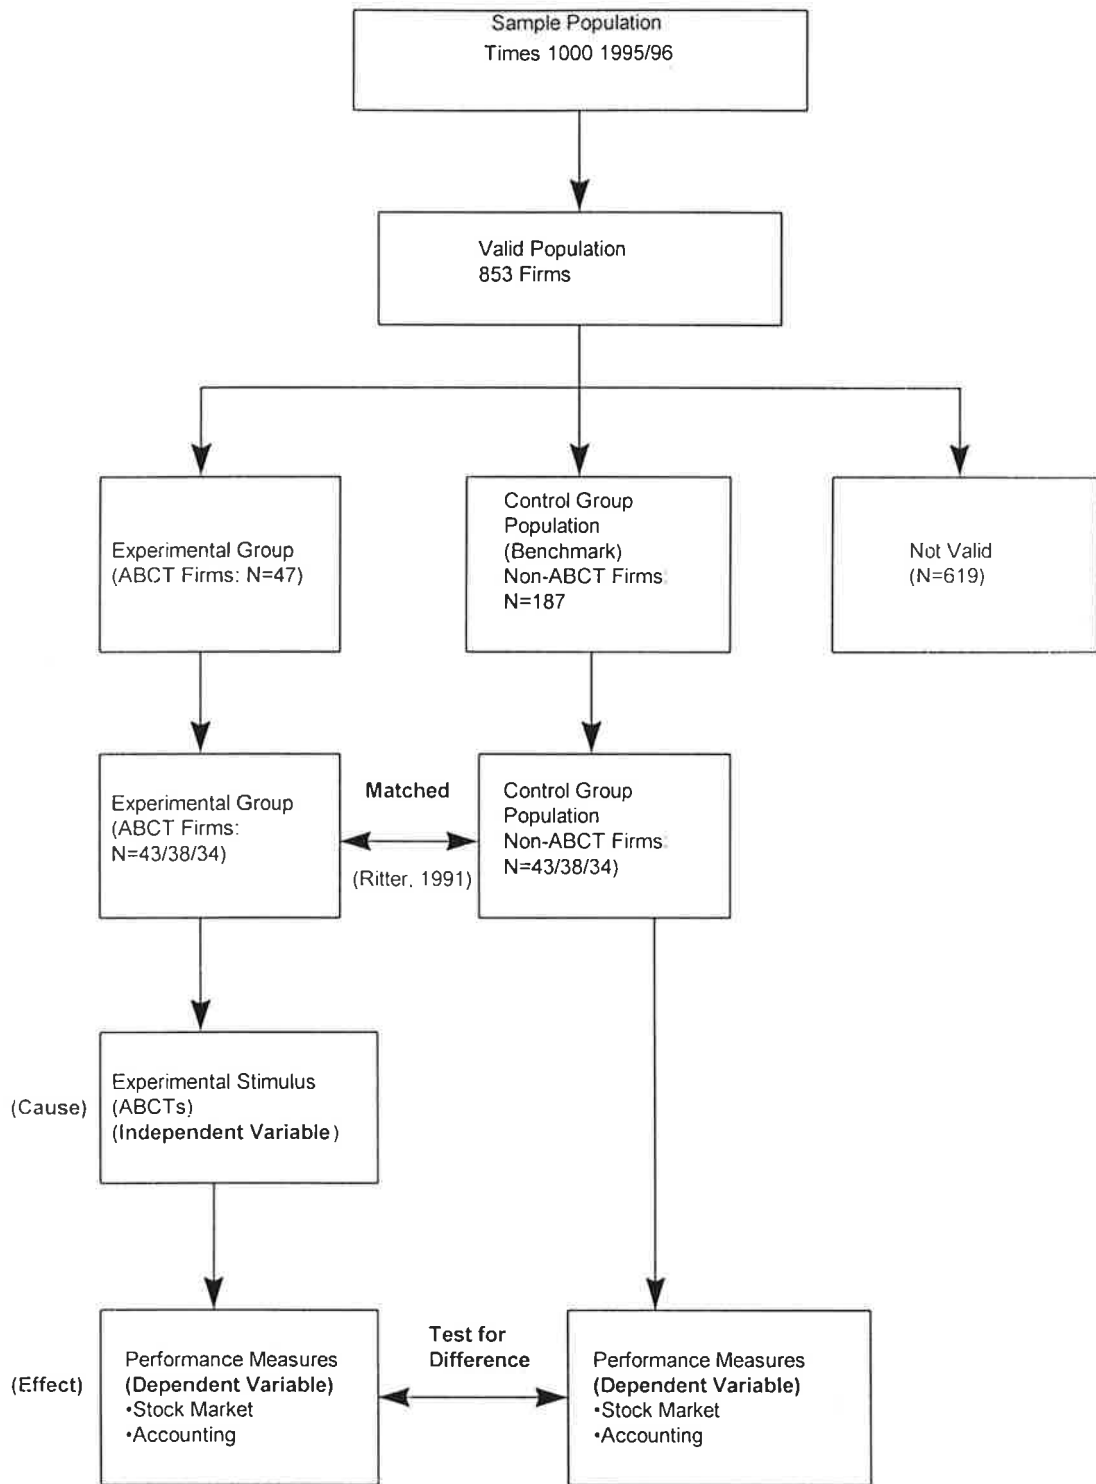 Sample Population
Times 1000 1995/96
Valid Population
853 Firms
Experimental Group
(ABCT Firms: N=47)
Control Group
Population
(Benchmark)
Non-ABCT Firms:
N=187
Not Valid
(N=619)
Experimental Group
(ABCT Firms:
N=43/38/34)
Matched
(Ritter, 1991)
Control Group
Population
Non-ABCT Firms:
N=43/38/34)
(Cause)
Experimental Stimulus
(ABCTs)
(Independent Variable)
(Effect)
Performance Measures
(Dependent Variable)
•Stock Market
•Accounting
Test for
Difference
Performance Measures
(Dependent Variable)
•Stock Market
•Accounting